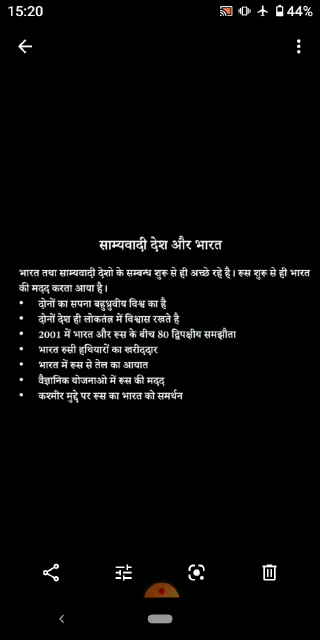 15:20
44%
साम्यवादी देश और भारत
भारत तथा साम्यवादी देशो के सम्बन्ध शुरू से ही अच्छे रहे है। रूस शुरू से ही भारत
की मदद करता आया है।
• दोनों का सपना बहुध्रुवीय विश्व का है
• दोनों देश ही लोकतंत्र में विश्वास रखते है
• 2001 में भारत और रूस के बीच 80 द्विपक्षीय समझौता
• भारत रुसी हथियारों का खरीददार
• भारत में रूस से तेल का आयात
• वैज्ञानिक योजनाओ में रूस की मदद
• कश्मीर मुद्दे पर रूस का भारत को समर्थन